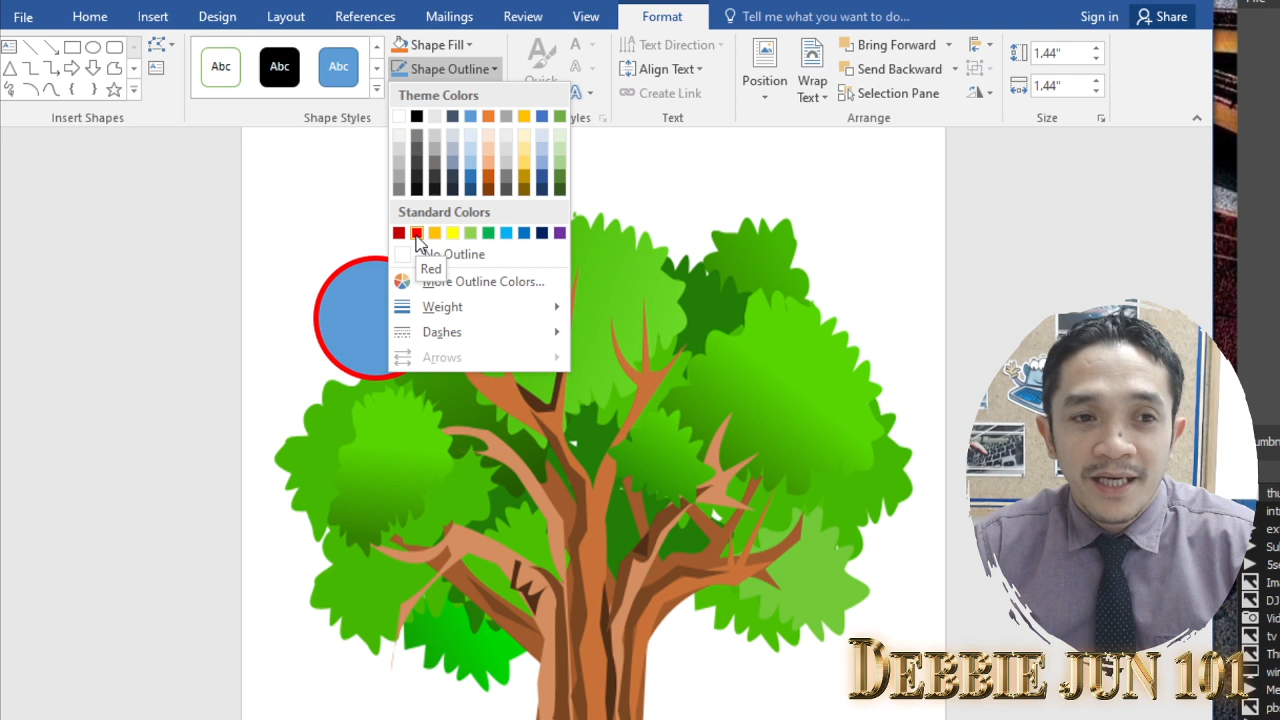 File Home Insert Design Layout References Mailings Review View Format Tell me what you want to do... Sign in Share
Abc Abc Abc
Shape Fill
Shape Outline
Quick
Text Direction
Align Text
Create Link
Position
Wrap
Text
Bring Forward
Send Backward
Selection Pane
1.44"
1.44"
Insert Shapes Shape Styles Text Arrange Size
Theme Colors
Standard Colors
No Outline
Red
More Outline Colors...
Weight
Dashes
Arrows
DEBBIE JUN 101